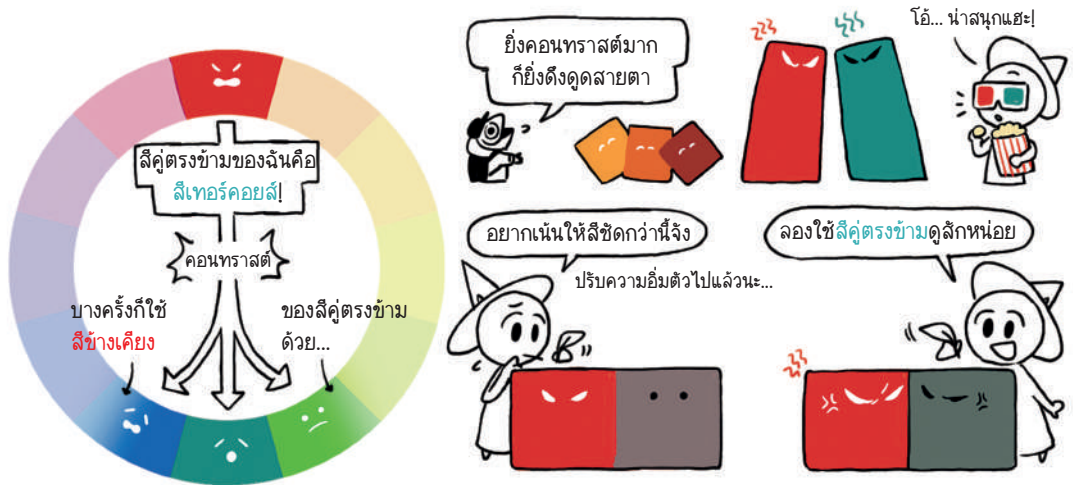 สีคู่ตรงข้ามของฉันคือ
สีเทอร์คอยส์!
คอนทราสต์
บางครั้งก็ใช้
สีข้างเคียง
ของสีคู่ตรงข้าม
ด้วย...
ยิ่งคอนทราสต์มาก
ก็ยิ่งดึงดูดสายตา
โอ้... น่าสนุกแฮะ!
อยากเน้นให้สีชัดกว่านี้จัง
ปรับความอิ่มตัวไปแล้วนะ...
ลองใช้สีคู่ตรงข้ามดูสักหน่อย